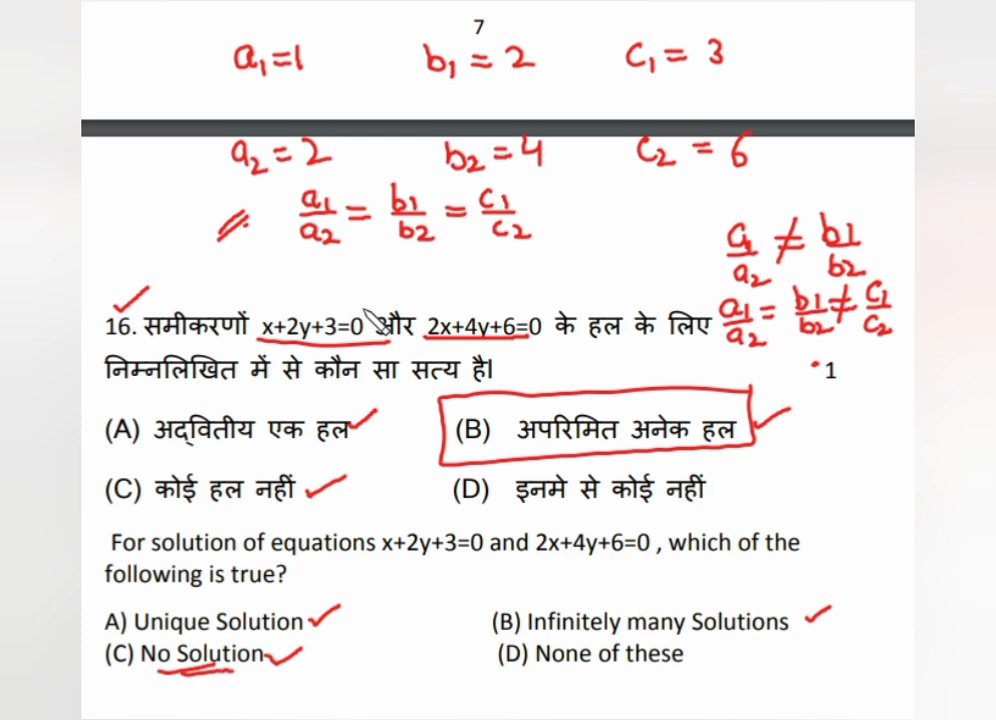 7
a₁=1 b₁=2 c₁=3
a₂=2 b₂=4 c₂=6
a₁/a₂ = b₁/b₂ = c₁/c₂
a₁/a₂ ≠ b₁/b₂
a₁/a₂ = b₁/b₂ ≠ c₁/c₂
16. समीकरणों x+2y+3=0 और 2x+4y+6=0 के हल के लिए
निम्नलिखित में से कौन सा सत्य है। 1
(A) अद्वितीय एक हल (B) अपरिमित अनेक हल
(C) कोई हल नहीं (D) इनमे से कोई नहीं
For solution of equations x+2y+3=0 and 2x+4y+6=0 , which of the
following is true?
A) Unique Solution (B) Infinitely many Solutions
(C) No Solution (D) None of these